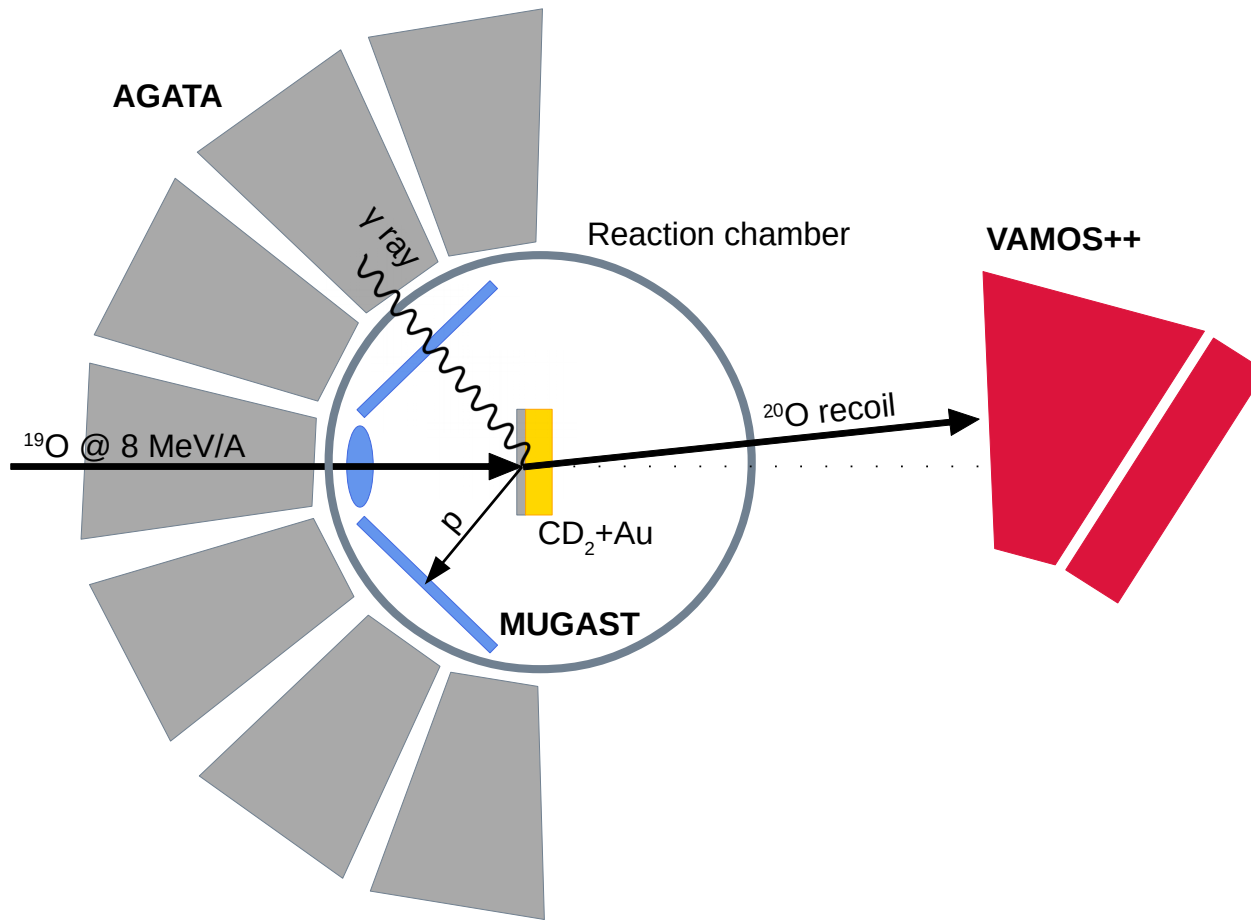 AGATA
γ ray
Reaction chamber
VAMOS++
¹⁹O @ 8 MeV/A
²⁰O recoil
p
CD₂+Au
MUGAST